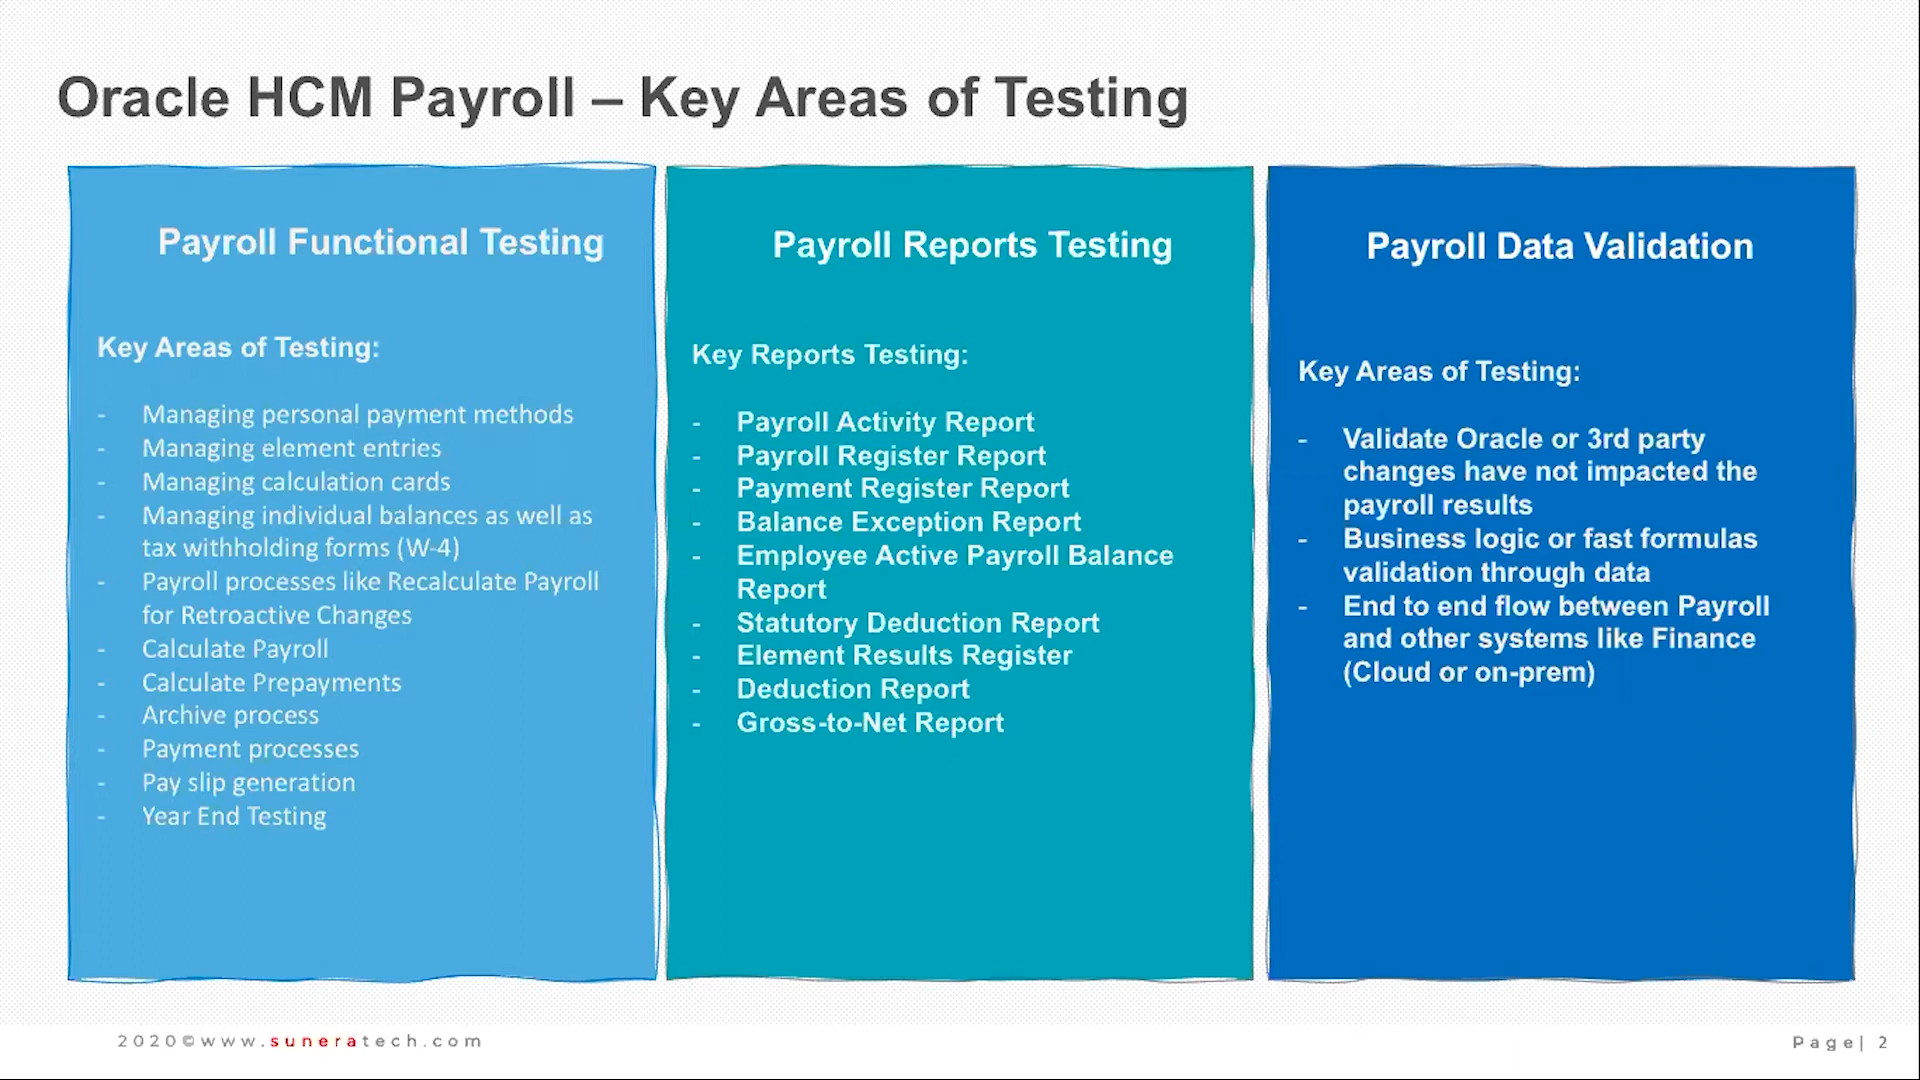 Oracle HCM Payroll – Key Areas of Testing
Payroll Functional Testing
Key Areas of Testing:
- Managing personal payment methods
- Managing element entries
- Managing calculation cards
- Managing individual balances as well as
tax withholding forms (W-4)
- Payroll processes like Recalculate Payroll
for Retroactive Changes
- Calculate Payroll
- Calculate Prepayments
- Archive process
- Payment processes
- Pay slip generation
- Year End Testing
Payroll Reports Testing
Key Reports Testing:
- Payroll Activity Report
- Payroll Register Report
- Payment Register Report
- Balance Exception Report
- Employee Active Payroll Balance
Report
- Statutory Deduction Report
- Element Results Register
- Deduction Report
- Gross-to-Net Report
Payroll Data Validation
Key Areas of Testing:
- Validate Oracle or 3rd party
changes have not impacted the
payroll results
- Business logic or fast formulas
validation through data
- End to end flow between Payroll
and other systems like Finance
(Cloud or on-prem)
2020©www.suneratech.com
Page| 2